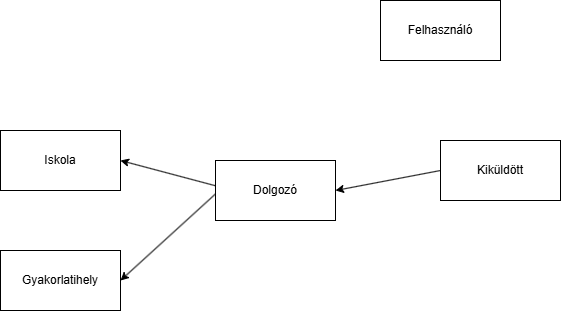 Felhasználó
Iskola
Kiküldött
Dolgozó
Gyakorlatihely